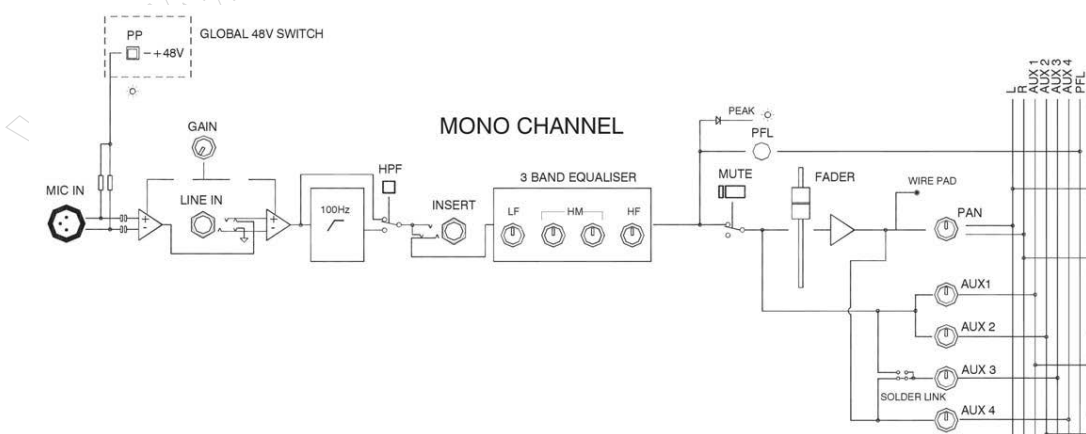 PP
GLOBAL 48V SWITCH
+48V
GAIN
MIC IN
LINE IN
MONO CHANNEL
HPF
100Hz
INSERT
3 BAND EQUALISER
LF
HM
HF
PEAK
PFL
MUTE
FADER
WIRE PAD
PAN
AUX1
AUX 2
AUX 3
SOLDER LINK
AUX 4
L
R
AUX 1
AUX 2
AUX 3
AUX 4
PFL
+
-
+
-